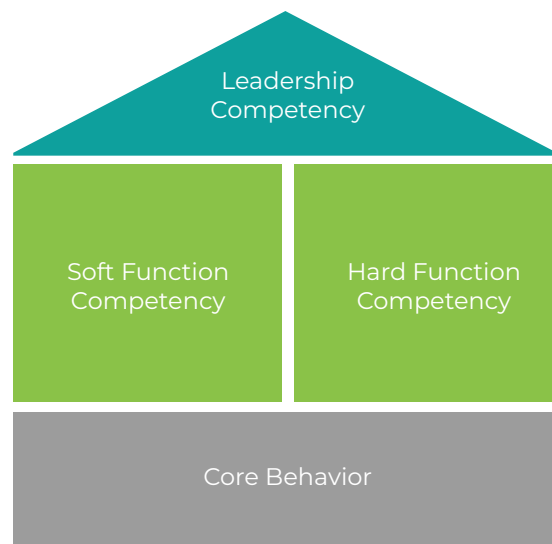 Leadership
Competency
Soft Function
Competency
Hard Function
Competency
Core Behavior